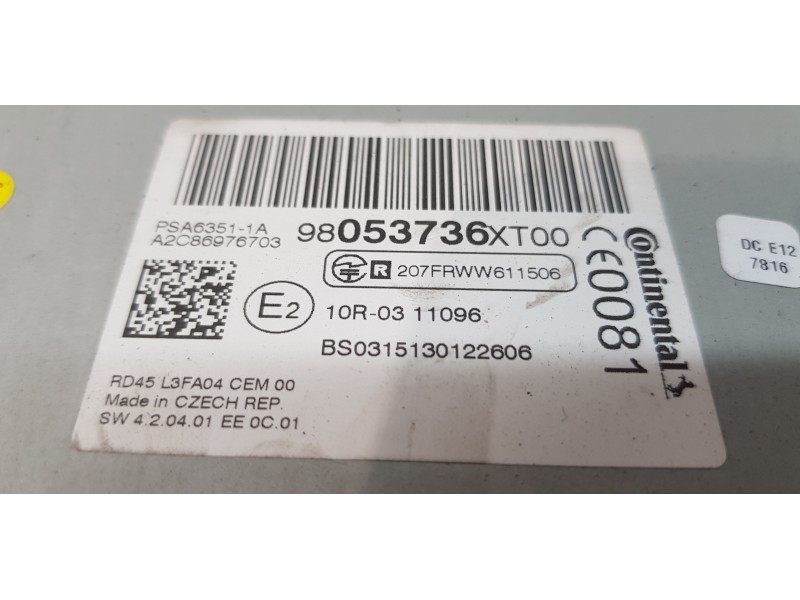 PSA6351-1A
A2C86976703
98053736XT00
R 207FRWW611506
E2
10R-03 11096
BS0315130122606
CE0081
Continental
RD45 L3FA04 CEM 00
Made in CZECH REP.
SW 4.2.04.01 EE 0C.01
DC E12
7816